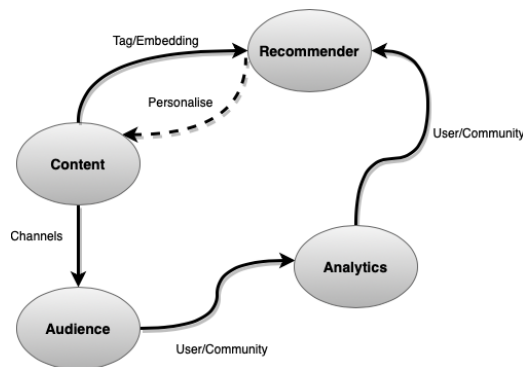 Tag/Embedding
Recommender
Personalise
User/Community
Content
Channels
Analytics
Audience
User/Community